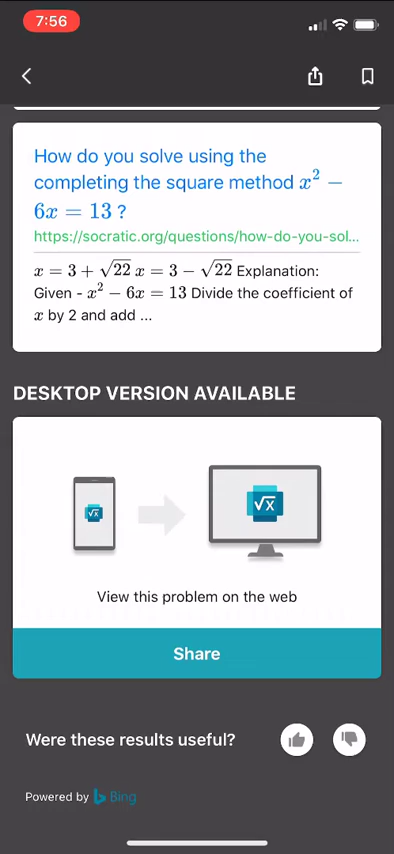 7:56
How do you solve using the
completing the square method x² −
6x = 13 ?
https://socratic.org/questions/how-do-you-sol...
x = 3 + √22 x = 3 − √22 Explanation:
Given - x² − 6x = 13 Divide the coefficient of
x by 2 and add ...
DESKTOP VERSION AVAILABLE
√x
√x
View this problem on the web
Share
Were these results useful?
Powered by Bing